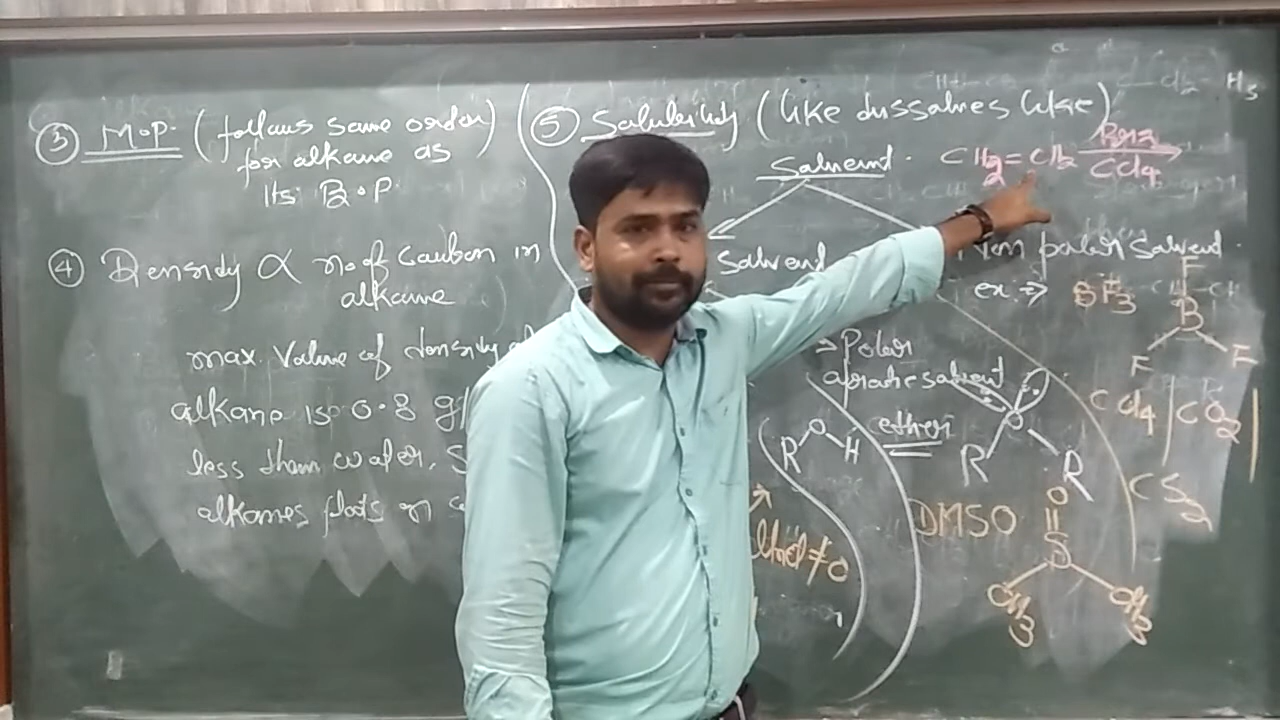 ③ M.P. (follows same order)
for alkane as
Its B.P.
④ Density ∝ no of Carbon in
alkane
max. Value of density of
alkane is 0.8 g/
less than water. S
alkanes floats on
⑤ Solubility (like dissolves like)
Solvent. CH2 = CH2 Br2
CCl4
Solvent
Non polar Solvent.
ex. → BF3
F
B
F F
> Polar
aprotic solvent
ether
R O H
O
R R
CCl4 | CO2 |
CS2
≠ 0
DMSO
O
S
CH3 CH3
H3